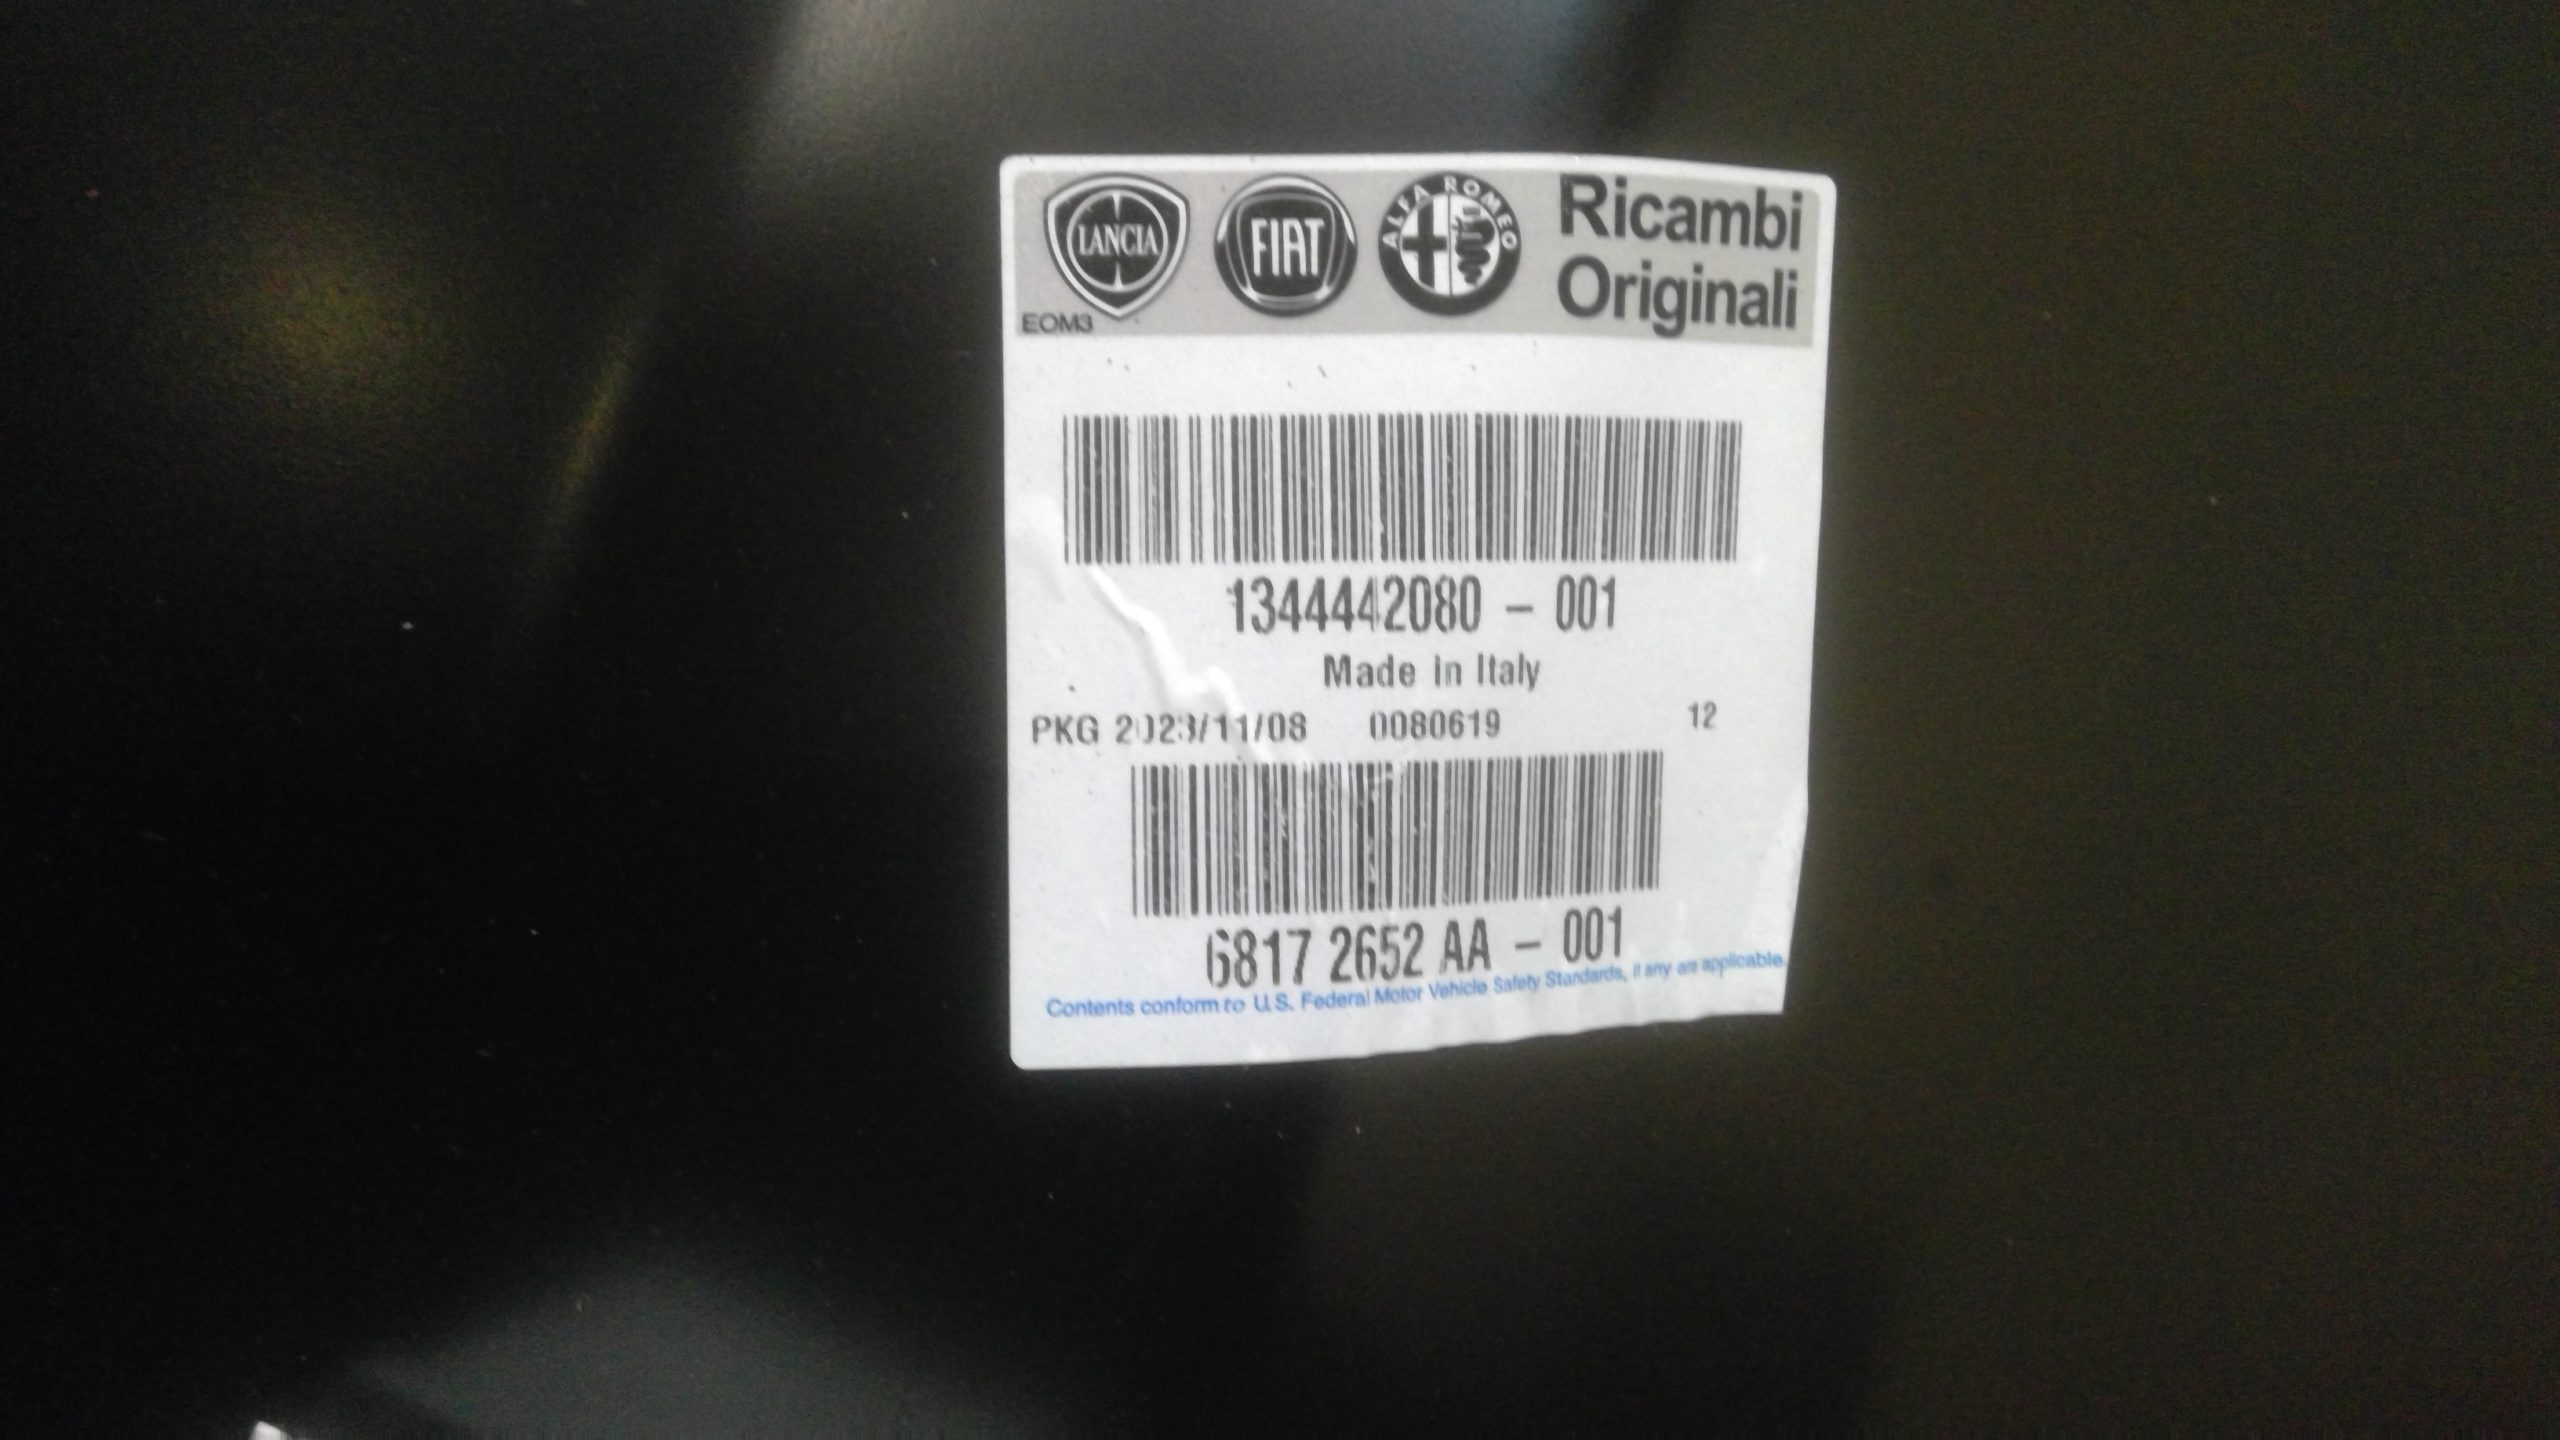 LANCIA FIAT ALFA ROMEO Ricambi
Originali
EOM3
1344442080 - 001
Made in Italy
PKG 2023/11/08 0080619 12
6817 2652 AA - 001
Contents conform to U.S. Federal Motor Vehicle Safety Standards, if any are applicable